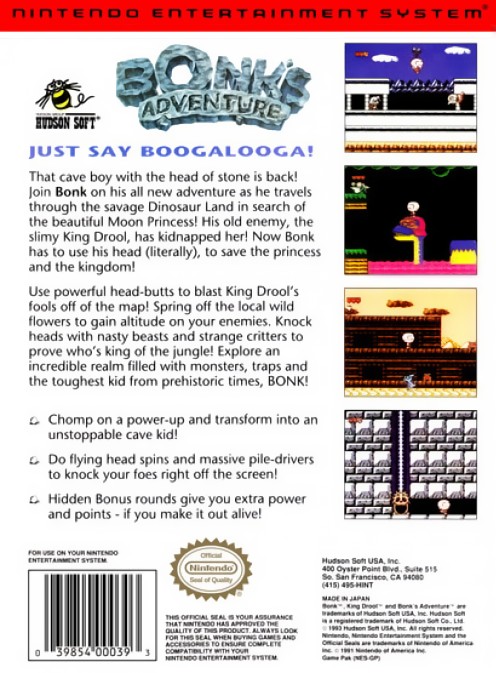 NINTENDO ENTERTAINMENT SYSTEM®
BONK'S
ADVENTURE™
HUDSON SOFT®
JUST SAY BOOGALOOGA!
That cave boy with the head of stone is back!
Join Bonk on his all new adventure as he travels
through the savage Dinosaur Land in search of
the beautiful Moon Princess! His old enemy, the
slimy King Drool, has kidnapped her! Now Bonk
has to use his head (literally), to save the princess
and the kingdom!
Use powerful head-butts to blast King Drool's
fools off of the map! Spring off the local wild
flowers to gain altitude on your enemies. Knock
heads with nasty beasts and strange critters to
prove who's king of the jungle! Explore an
incredible realm filled with monsters, traps and
the toughest kid from prehistoric times, BONK!
Chomp on a power-up and transform into an
unstoppable cave kid!
Do flying head spins and massive pile-drivers
to knock your foes right off the screen!
Hidden Bonus rounds give you extra power
and points - if you make it out alive!
FOR USE ON YOUR NINTENDO
ENTERTAINMENT SYSTEM.
0 39854 00039 3
Official
Nintendo®
Seal of Quality
THIS OFFICIAL SEAL IS YOUR ASSURANCE
THAT NINTENDO HAS APPROVED THE
QUALITY OF THIS PRODUCT. ALWAYS LOOK
FOR THIS SEAL WHEN BUYING GAMES AND
ACCESSORIES TO ENSURE COMPLETE
COMPATIBILITY WITH YOUR
NINTENDO ENTERTAINMENT SYSTEM.
Hudson Soft USA, Inc.
400 Oyster Point Blvd., Suite 515
So. San Francisco, CA 94080
(415) 495-HINT
MADE IN JAPAN
Bonk™, King Drool™ and Bonk's Adventure™ are
trademarks of Hudson Soft USA, Inc. Hudson Soft
is a registered trademark of Hudson Soft Co., Ltd.
© 1993 Hudson Soft USA, Inc. All rights reserved.
Nintendo, Nintendo Entertainment System and the
Official Seals are trademarks of Nintendo of America
Inc. © 1991 Nintendo of America Inc.
Game Pak (NES-GP)